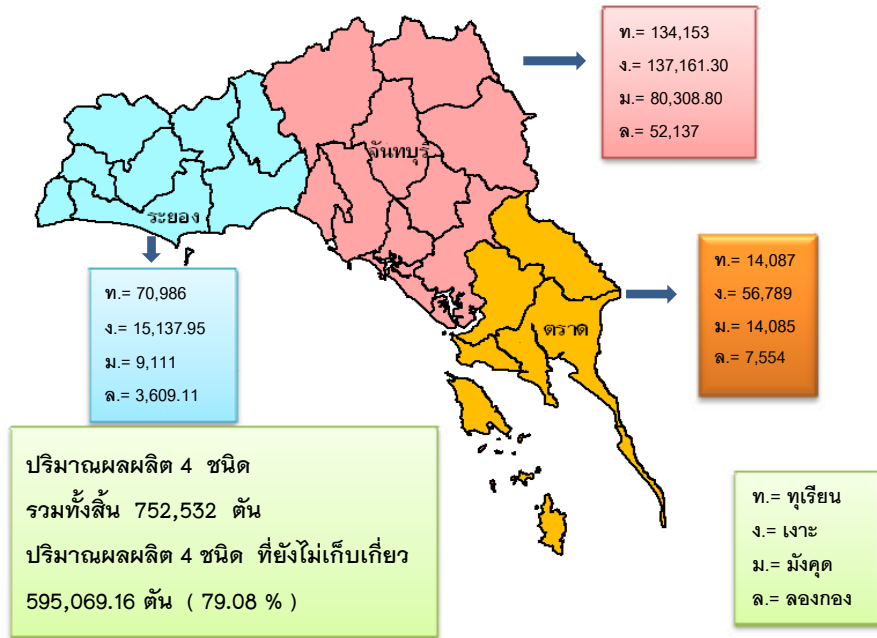 ท.= 134,153
ง.= 137,161.30
ม.= 80,308.80
ล.= 52,137
จันทบุรี
ระยอง
ท.= 70,986
ง.= 15,137.95
ม.= 9,111
ล.= 3,609.11
ท.= 14,087
ง.= 56,789
ม.= 14,085
ล.= 7,554
ตราด
ปริมาณผลผลิต 4 ชนิด
รวมทั้งสิ้น 752,532 ตัน
ปริมาณผลผลิต 4 ชนิด ที่ยังไม่เก็บเกี่ยว
595,069.16 ตัน ( 79.08 % )
ท.= ทุเรียน
ง.= เงาะ
ม.= มังคุด
ล.= ลองกอง